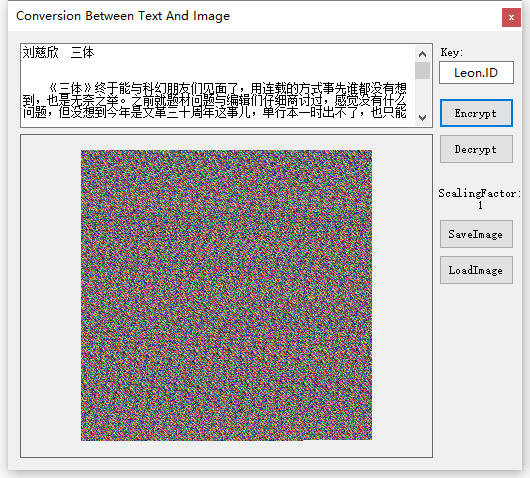 Conversion Between Text And Image
x
刘慈欣　三体
《三体》终于能与科幻朋友们见面了，用连载的方式事先谁都没有想
到，也是无奈之举。之前就题材问题与编辑们仔细商讨过，感觉没有什么
问题，但没想到今年是文革三十周年这事儿，单行本一时出不了，也只能
Key:
Leon.ID
Encrypt
Decrypt
ScalingFactor:
1
SaveImage
LoadImage